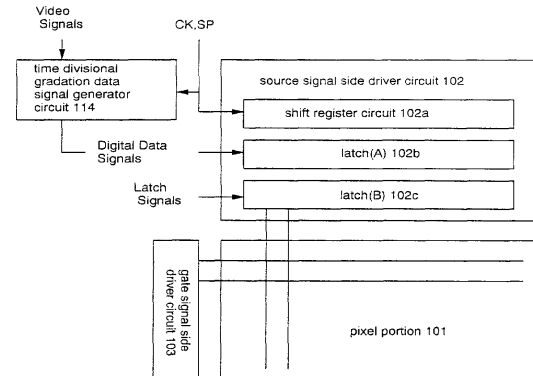 Video
Signals
CK,SP
time divisional
gradation data
signal generator
circuit 114
source signal side driver circuit 102
shift register circuit 102a
Digital Data
Signals
latch(A) 102b
Latch
Signals
latch(B) 102c
gate signal side
driver circuit 103
pixel portion 101